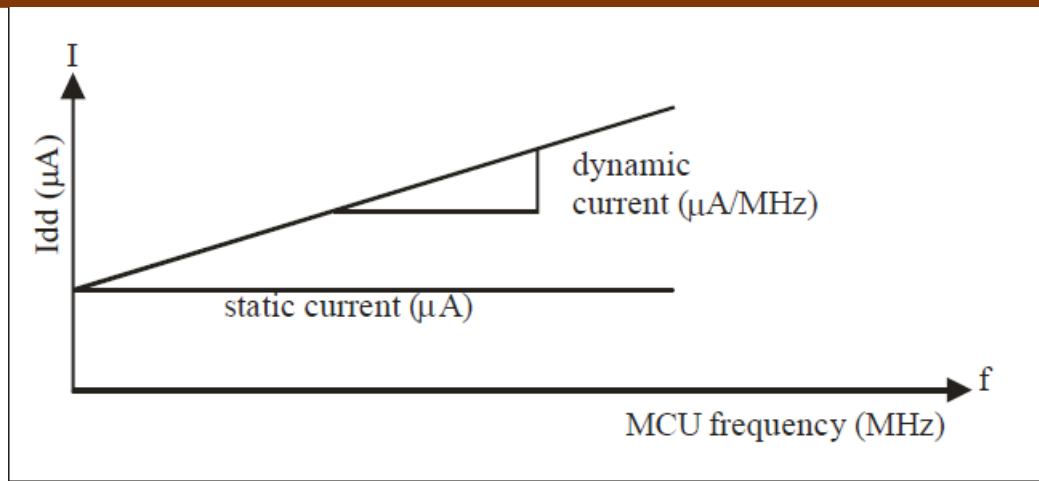 I
Idd (μA)
dynamic
current (μA/MHz)
static current (μA)
f
MCU frequency (MHz)